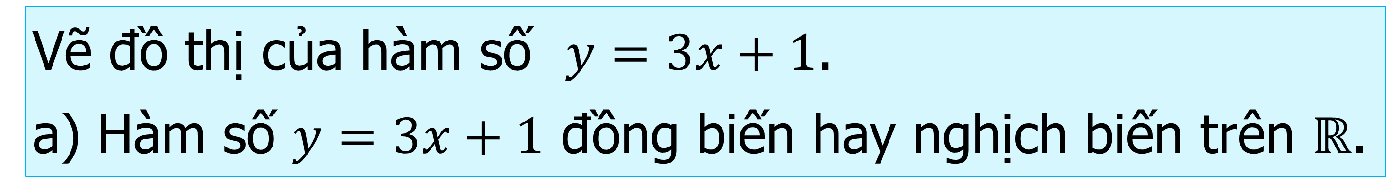 Vẽ đồ thị của hàm số y = 3x + 1.
a) Hàm số y = 3x + 1 đồng biến hay nghịch biến trên ℝ.